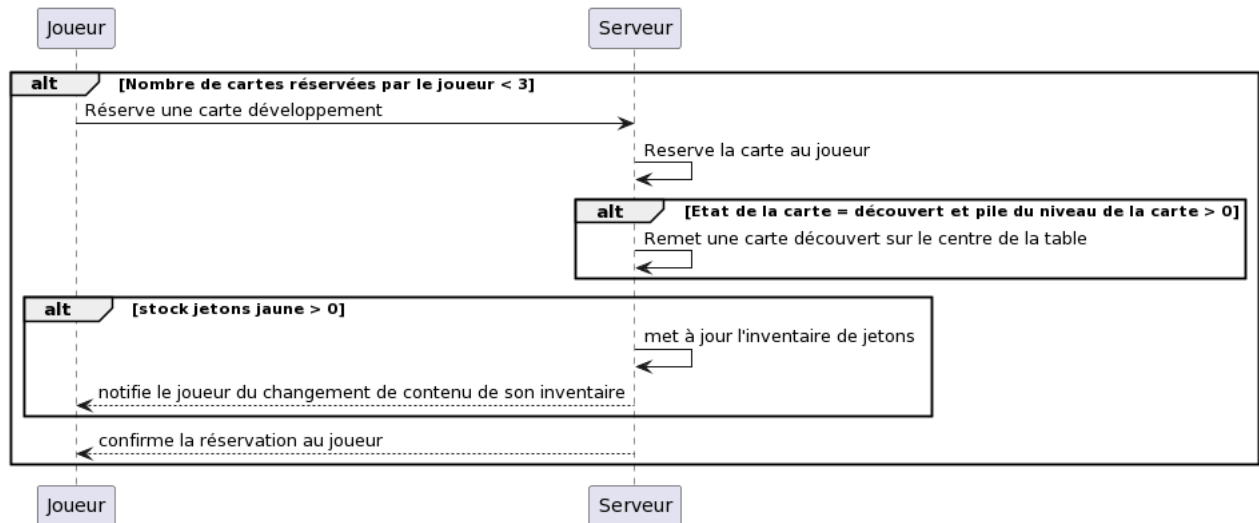 Joueur
Serveur
alt
[Nombre de cartes réservées par le joueur < 3]
Réserve une carte développement
Reserve la carte au joueur
alt
[Etat de la carte = découvert et pile du niveau de la carte > 0]
Remet une carte découvert sur le centre de la table
alt
[stock jetons jaune > 0]
met à jour l'inventaire de jetons
notifie le joueur du changement de contenu de son inventaire
confirme la réservation au joueur
Joueur
Serveur